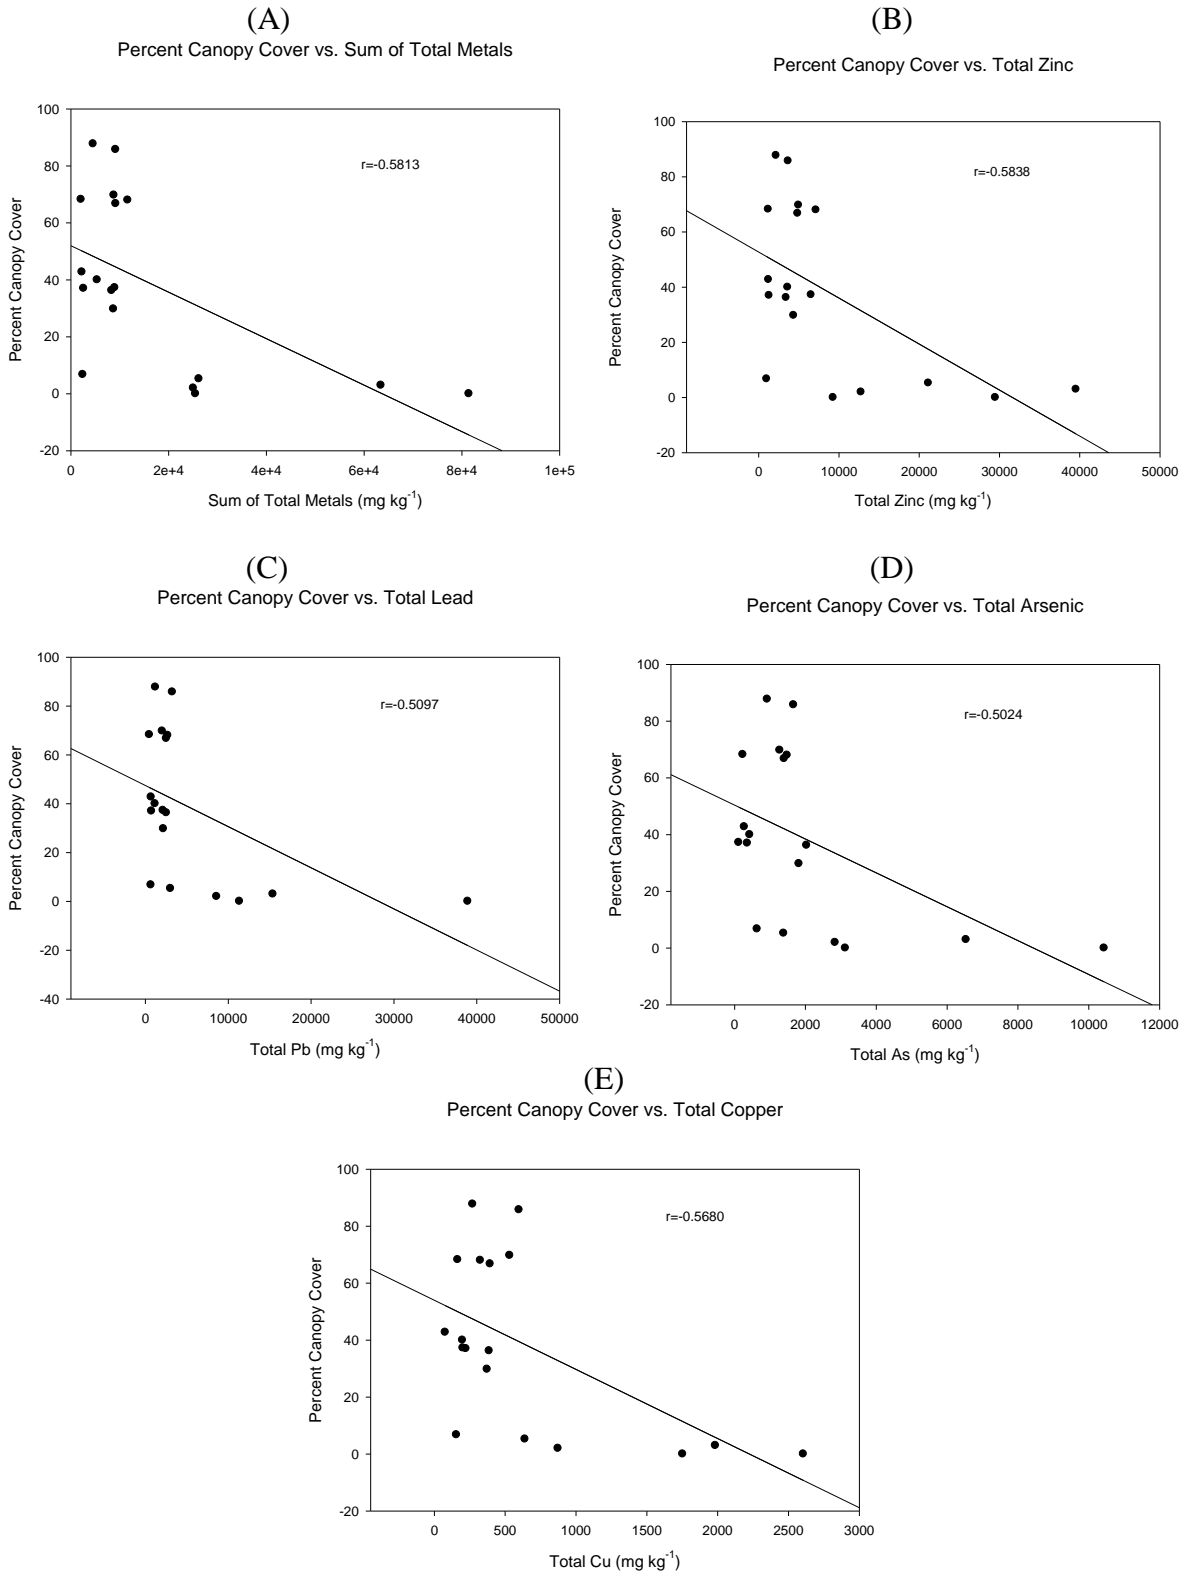 (A)
Percent Canopy Cover vs. Sum of Total Metals
r=-0.5813
Percent Canopy Cover
100
80
60
40
20
0
-20
0 2e+4 4e+4 6e+4 8e+4 1e+5
Sum of Total Metals (mg kg⁻¹)
(B)
Percent Canopy Cover vs. Total Zinc
r=-0.5838
Percent Canopy Cover
100
80
60
40
20
0
-20
0 10000 20000 30000 40000 50000
Total Zinc (mg kg⁻¹)
(C)
Percent Canopy Cover vs. Total Lead
r=-0.5097
Percent Canopy Cover
100
80
60
40
20
0
-20
-40
0 10000 20000 30000 40000 50000
Total Pb (mg kg⁻¹)
(D)
Percent Canopy Cover vs. Total Arsenic
r=-0.5024
Percent Canopy Cover
100
80
60
40
20
0
-20
0 2000 4000 6000 8000 10000 12000
Total As (mg kg⁻¹)
(E)
Percent Canopy Cover vs. Total Copper
r=-0.5680
Percent Canopy Cover
100
80
60
40
20
0
-20
0 500 1000 1500 2000 2500 3000
Total Cu (mg kg⁻¹)